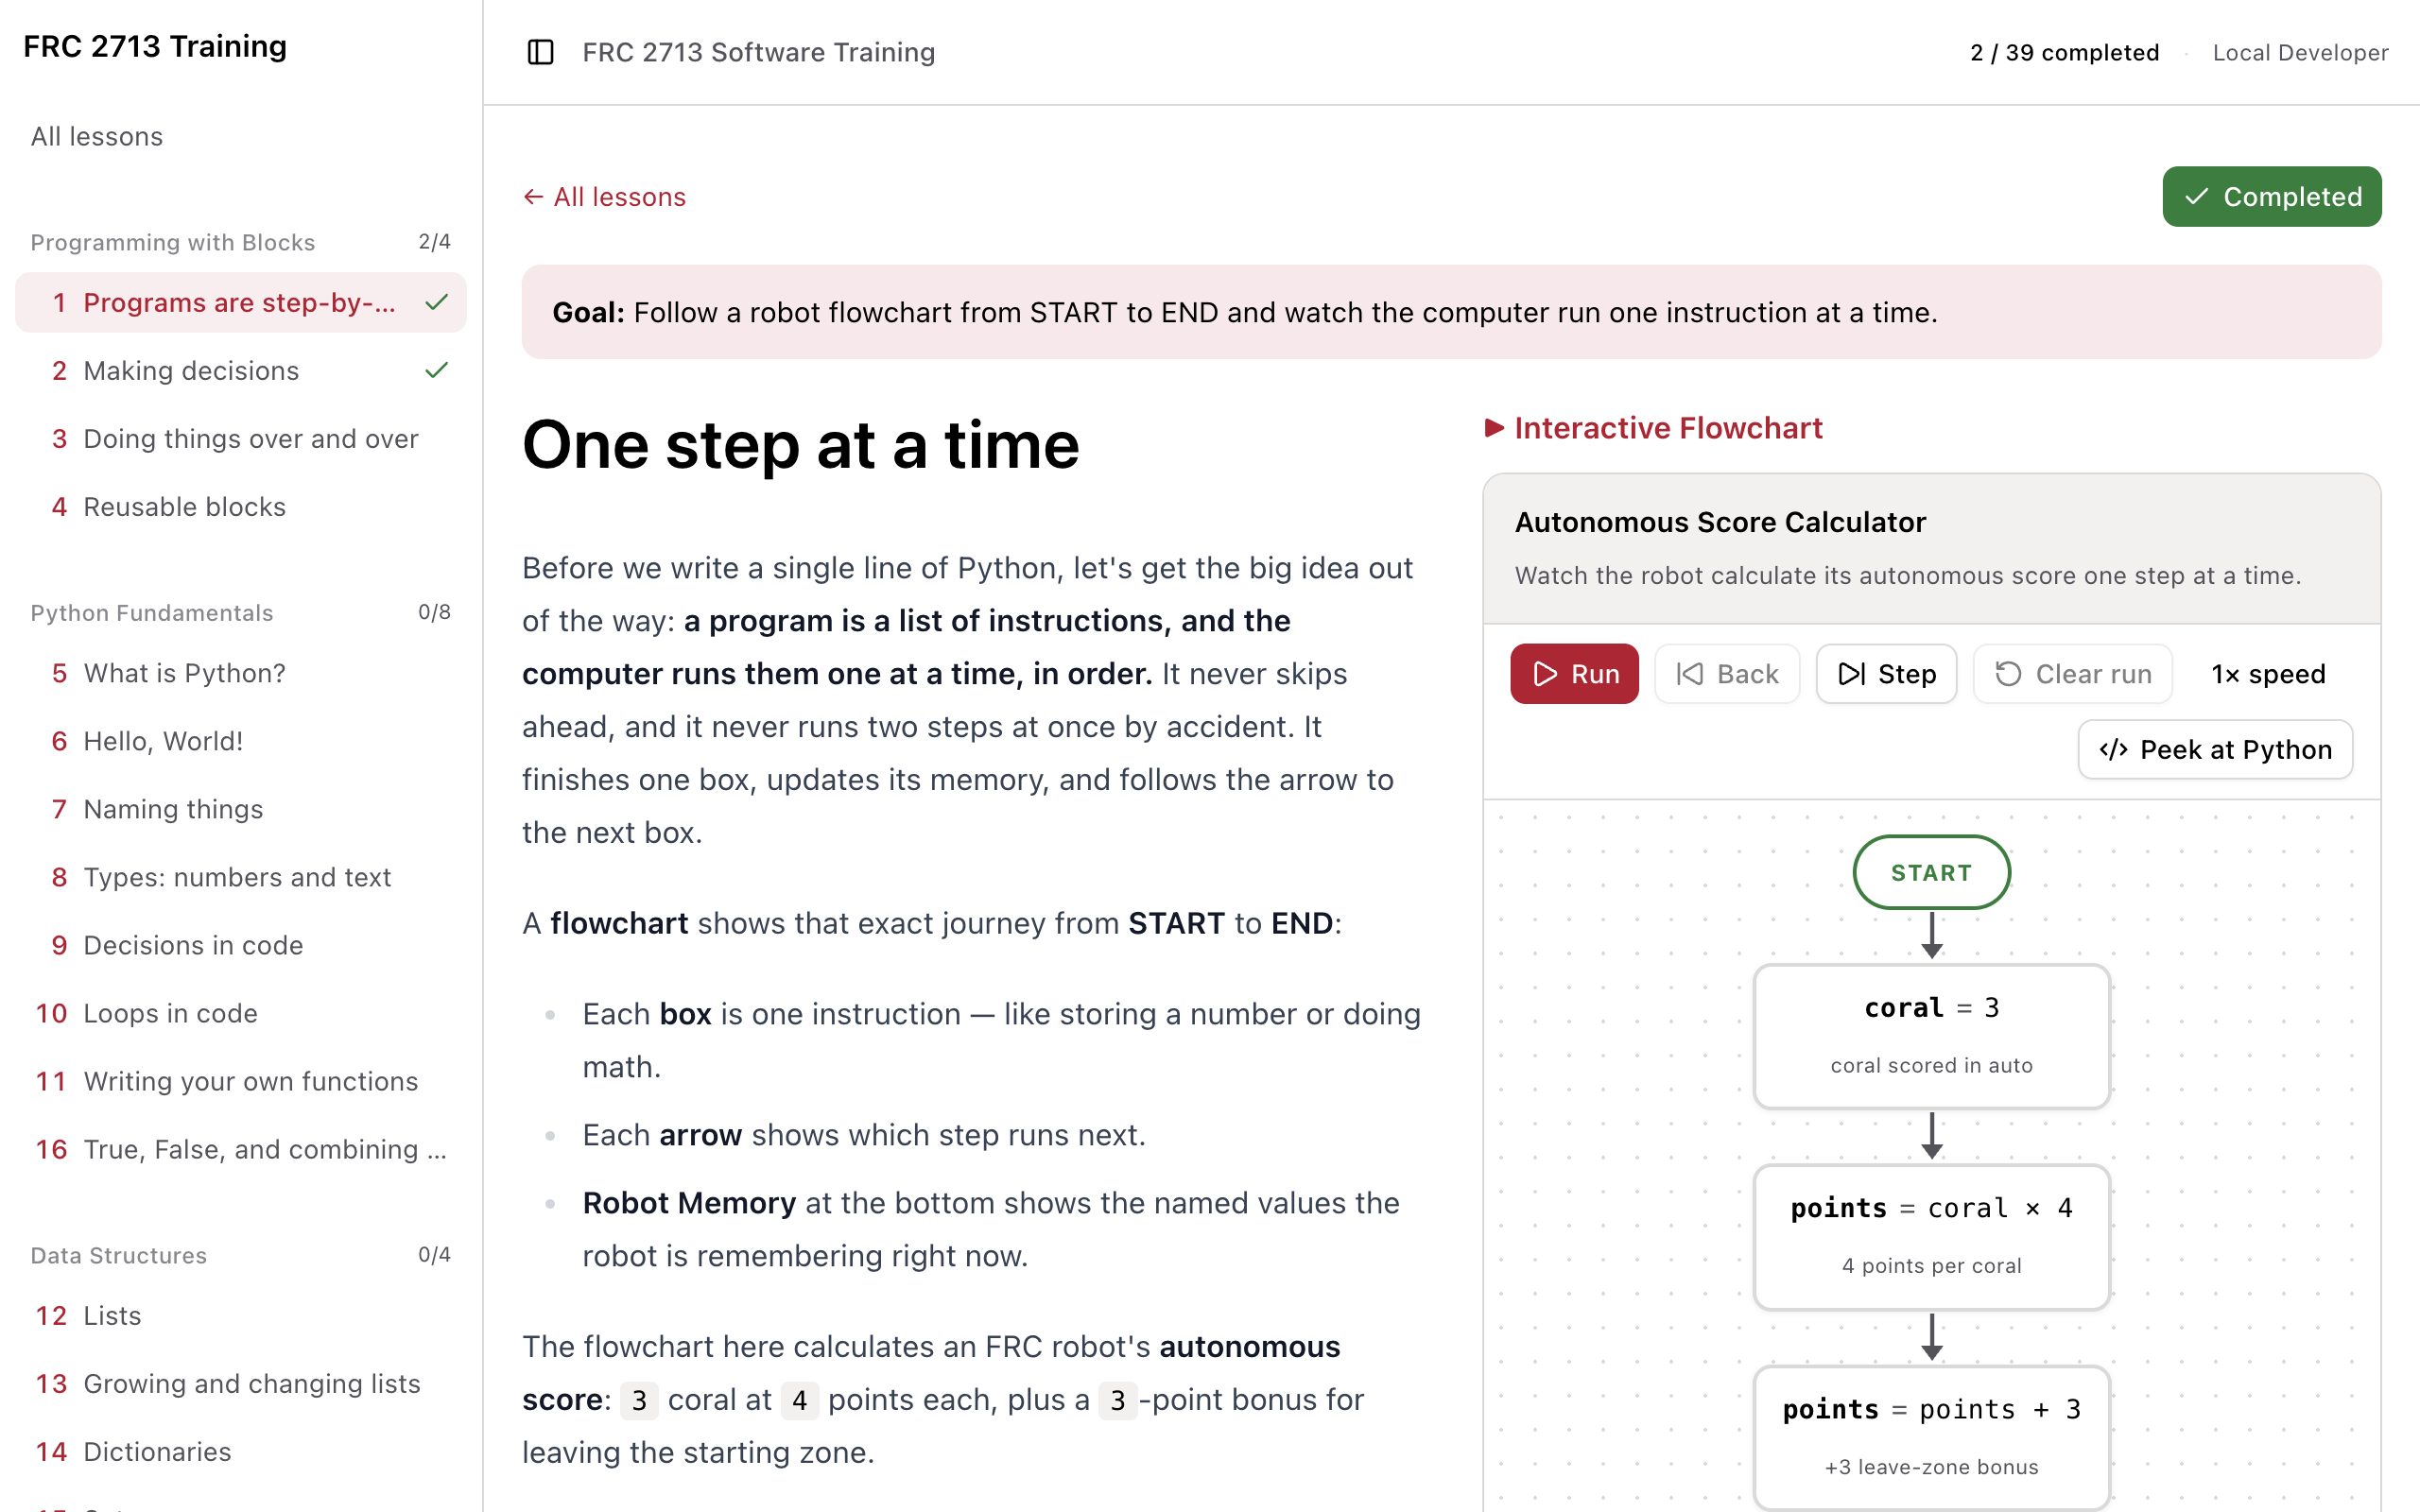 FRC 2713 Training
All lessons
Programming with Blocks 2/4
1 Programs are step-by-...
2 Making decisions
3 Doing things over and over
4 Reusable blocks
Python Fundamentals 0/8
5 What is Python?
6 Hello, World!
7 Naming things
8 Types: numbers and text
9 Decisions in code
10 Loops in code
11 Writing your own functions
16 True, False, and combining ...
Data Structures 0/4
12 Lists
13 Growing and changing lists
14 Dictionaries
FRC 2713 Software Training
2 / 39 completed · Local Developer
← All lessons
Completed
Goal: Follow a robot flowchart from START to END and watch the computer run one instruction at a time.
One step at a time
Before we write a single line of Python, let's get the big idea out
of the way: a program is a list of instructions, and the
computer runs them one at a time, in order. It never skips
ahead, and it never runs two steps at once by accident. It
finishes one box, updates its memory, and follows the arrow to
the next box.
A flowchart shows that exact journey from START to END:
Each box is one instruction — like storing a number or doing
math.
Each arrow shows which step runs next.
Robot Memory at the bottom shows the named values the
robot is remembering right now.
The flowchart here calculates an FRC robot's autonomous
score: 3 coral at 4 points each, plus a 3-point bonus for
leaving the starting zone.
Interactive Flowchart
Autonomous Score Calculator
Watch the robot calculate its autonomous score one step at a time.
Run Back Step Clear run 1× speed
</> Peek at Python
START
coral = 3
coral scored in auto
points = coral × 4
4 points per coral
points = points + 3
+3 leave-zone bonus